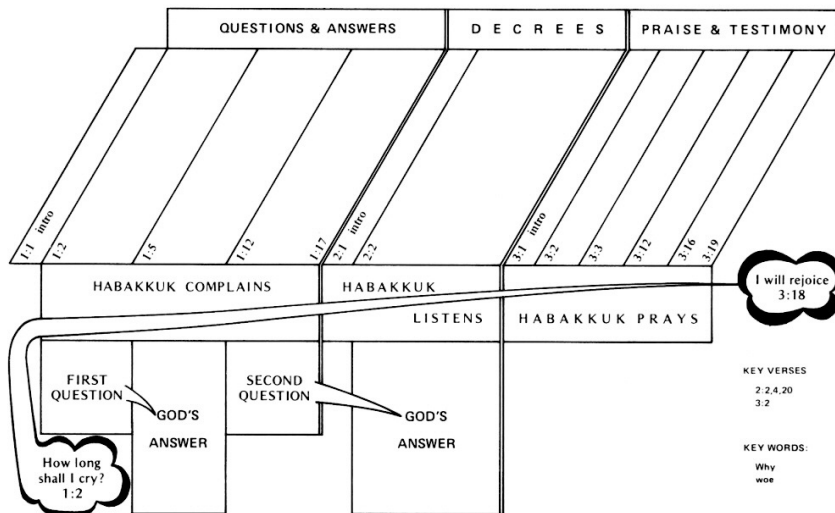 QUESTIONS & ANSWERS
DECREES
PRAISE & TESTIMONY
1:1 intro
1:2
1:5
1:12
1:17
2:1 intro
2:2
3:1 intro
3:2
3:3
3:12
3:16
3:19
HABAKKUK COMPLAINS
HABAKKUK
LISTENS
HABAKKUK PRAYS
I will rejoice
3:18
FIRST
QUESTION
GOD'S
ANSWER
SECOND
QUESTION
GOD'S
ANSWER
How long
shall I cry?
1:2
KEY VERSES
2:2,4,20
3:2
KEY WORDS:
Why
woe